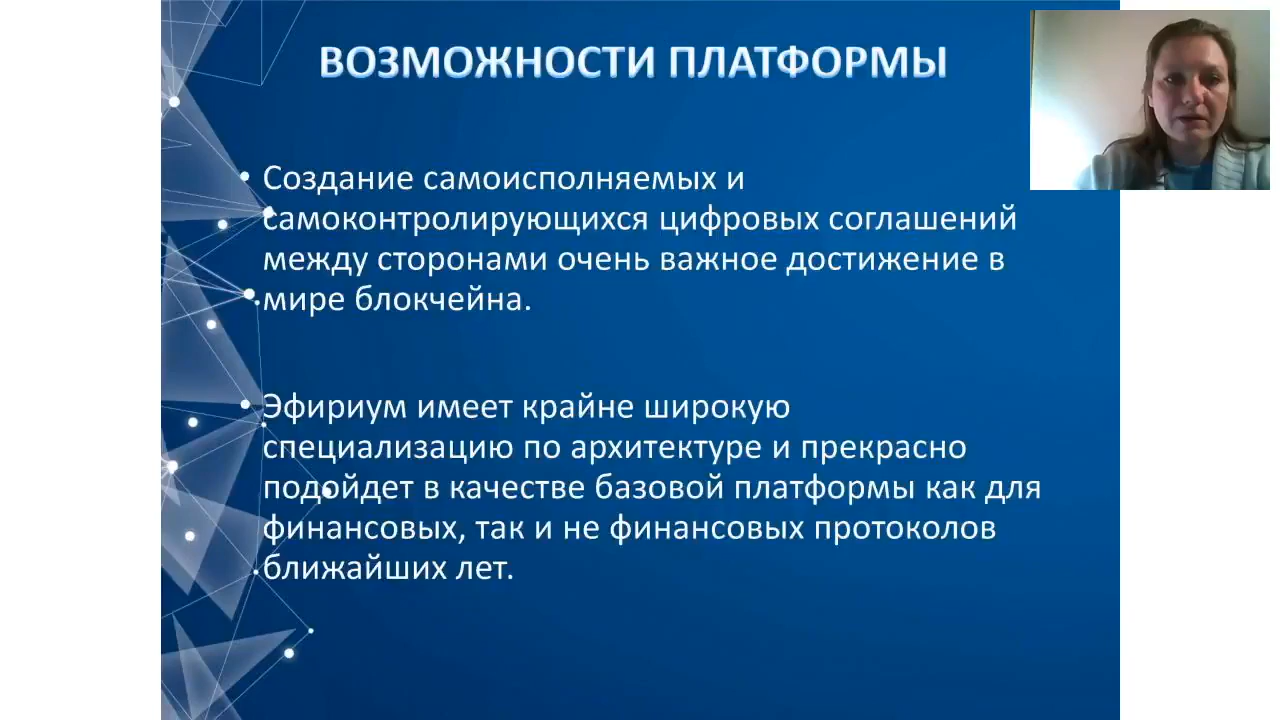 ВОЗМОЖНОСТИ ПЛАТФОРМЫ
• Создание самоисполняемых и
самоконтролирующихся цифровых соглашений
между сторонами очень важное достижение в
мире блокчейна.
• Эфириум имеет крайне широкую
специализацию по архитектуре и прекрасно
подойдет в качестве базовой платформы как для
финансовых, так и не финансовых протоколов
ближайших лет.